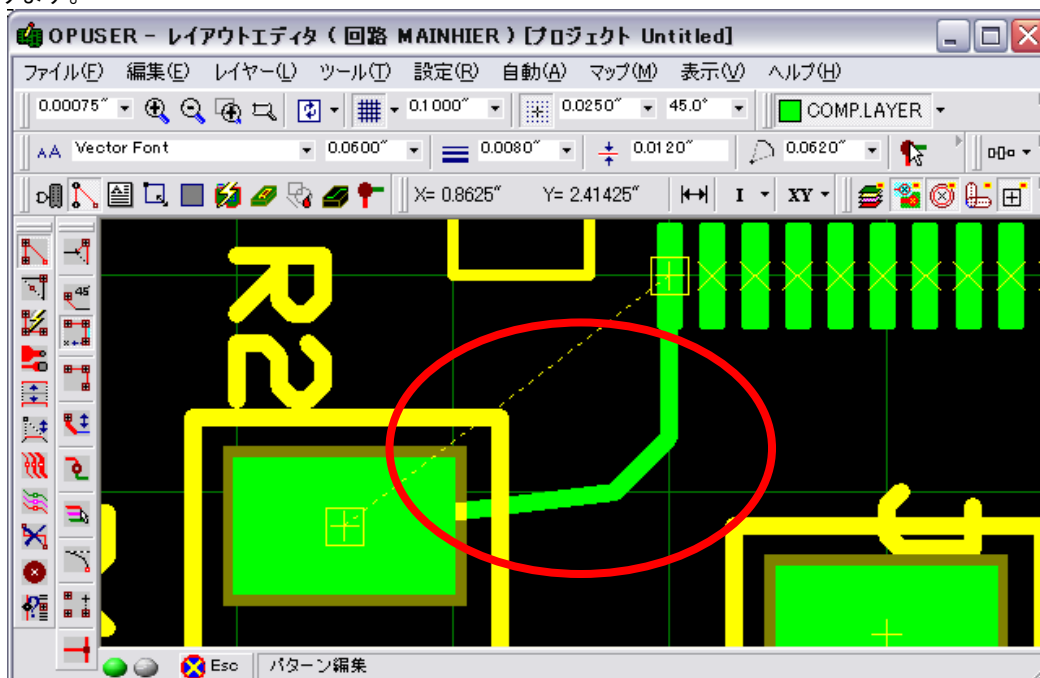 OPUSER - レイアウトエディタ ( 回路 MAINHIER ) [プロジェクト Untitled]
ファイル(F) 編集(E) レイヤー(L) ツール(T) 設定(R) 自動(A) マップ(M) 表示(V) ヘルプ(H)
0.00075" 0.1000" 0.0250" 45.0° COMP.LAYER
AA Vector Font 0.0600" 0.0080" 0.0120" 0.0620"
X= 0.8625" Y= 2.41425" I XY
45
R2
Esc パターン編集